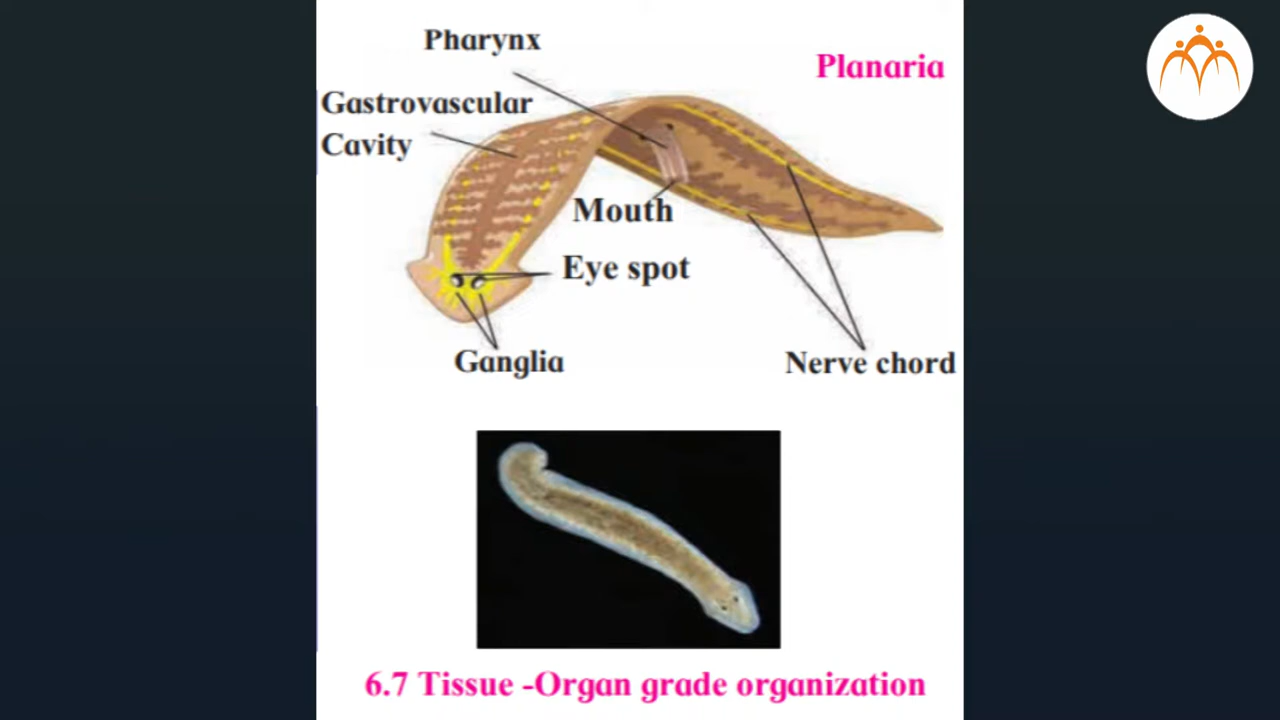 Pharynx
Planaria
Gastrovascular
Cavity
Mouth
Eye spot
Ganglia
Nerve chord
6.7 Tissue -Organ grade organization